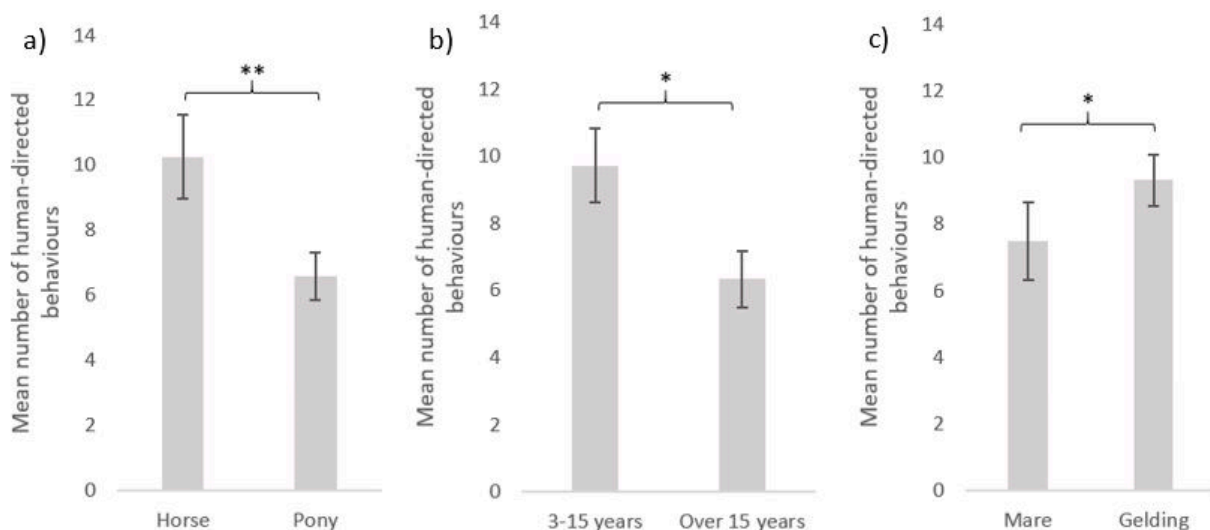 a)
Mean number of human-directed
behaviours
14
12
10
8
6
4
2
0
**
Horse Pony
b)
Mean number of human-directed
behaviours
14
12
10
8
6
4
2
0
*
3-15 years Over 15 years
c)
Mean number of human-directed
behaviours
14
12
10
8
6
4
2
0
*
Mare Gelding